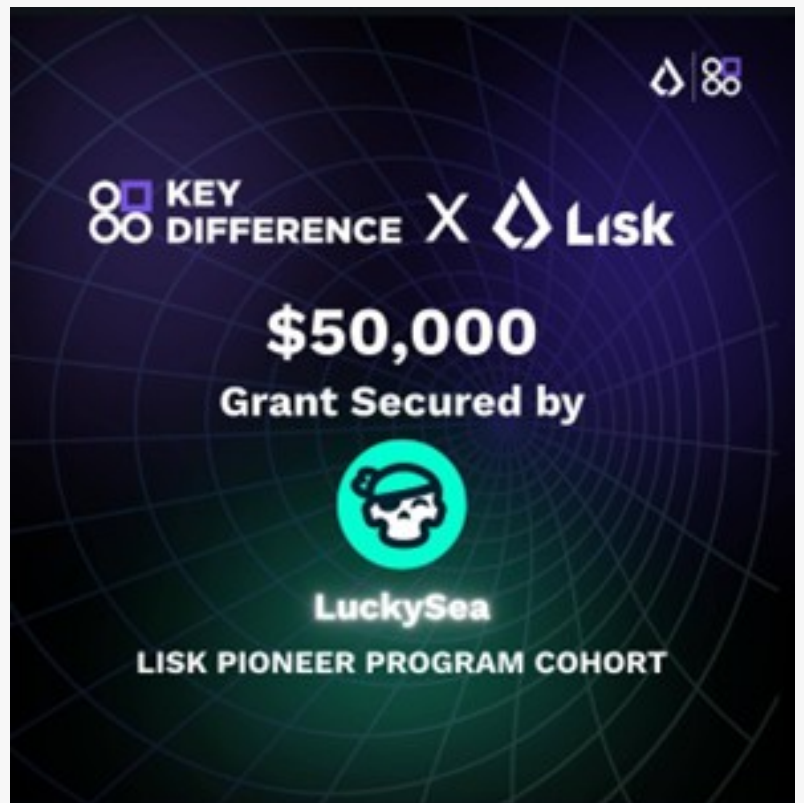 KEY
DIFFERENCE X Lisk
$50,000
Grant Secured by
LuckySea
LISK PIONEER PROGRAM COHORT